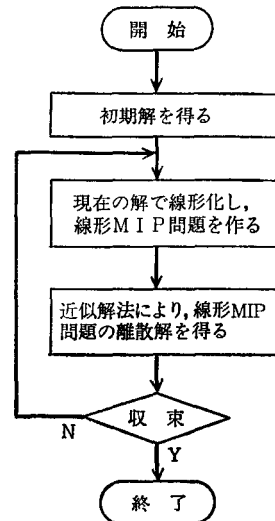 開　始
初期解を得る
現在の解で線形化し，
線形ＭＩＰ問題を作る
近似解法により，線形MIP
問題の離散解を得る
収　束
N
Y
終　了